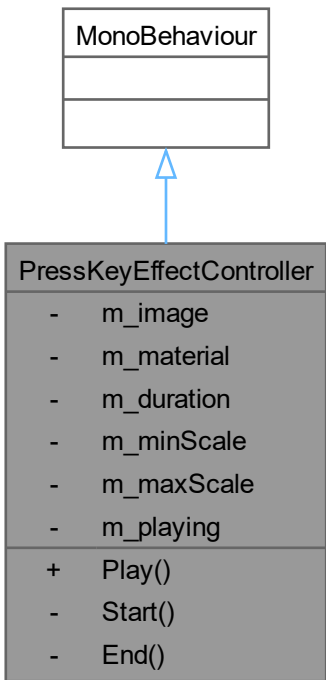 MonoBehaviour
PressKeyEffectController
- m_image
- m_material
- m_duration
- m_minScale
- m_maxScale
- m_playing
+ Play()
- Start()
- End()